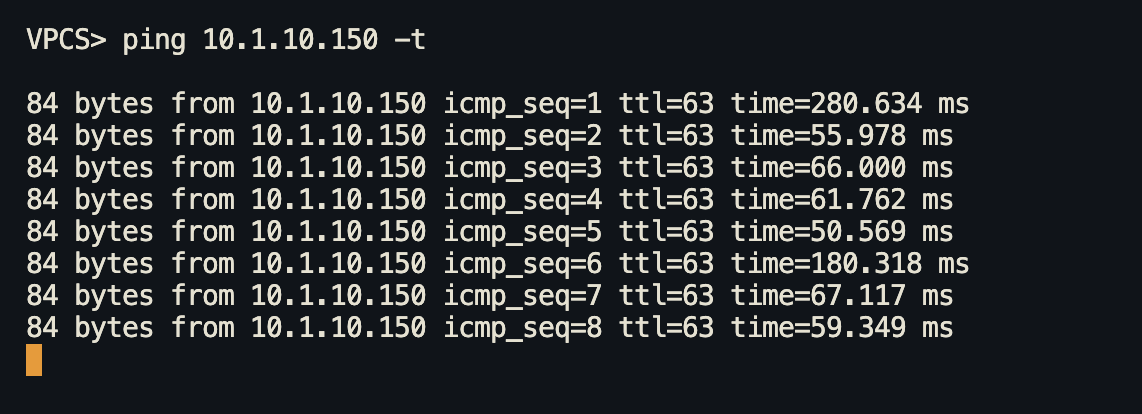 VPCS> ping 10.1.10.150 -t
84 bytes from 10.1.10.150 icmp_seq=1 ttl=63 time=280.634 ms
84 bytes from 10.1.10.150 icmp_seq=2 ttl=63 time=55.978 ms
84 bytes from 10.1.10.150 icmp_seq=3 ttl=63 time=66.000 ms
84 bytes from 10.1.10.150 icmp_seq=4 ttl=63 time=61.762 ms
84 bytes from 10.1.10.150 icmp_seq=5 ttl=63 time=50.569 ms
84 bytes from 10.1.10.150 icmp_seq=6 ttl=63 time=180.318 ms
84 bytes from 10.1.10.150 icmp_seq=7 ttl=63 time=67.117 ms
84 bytes from 10.1.10.150 icmp_seq=8 ttl=63 time=59.349 ms